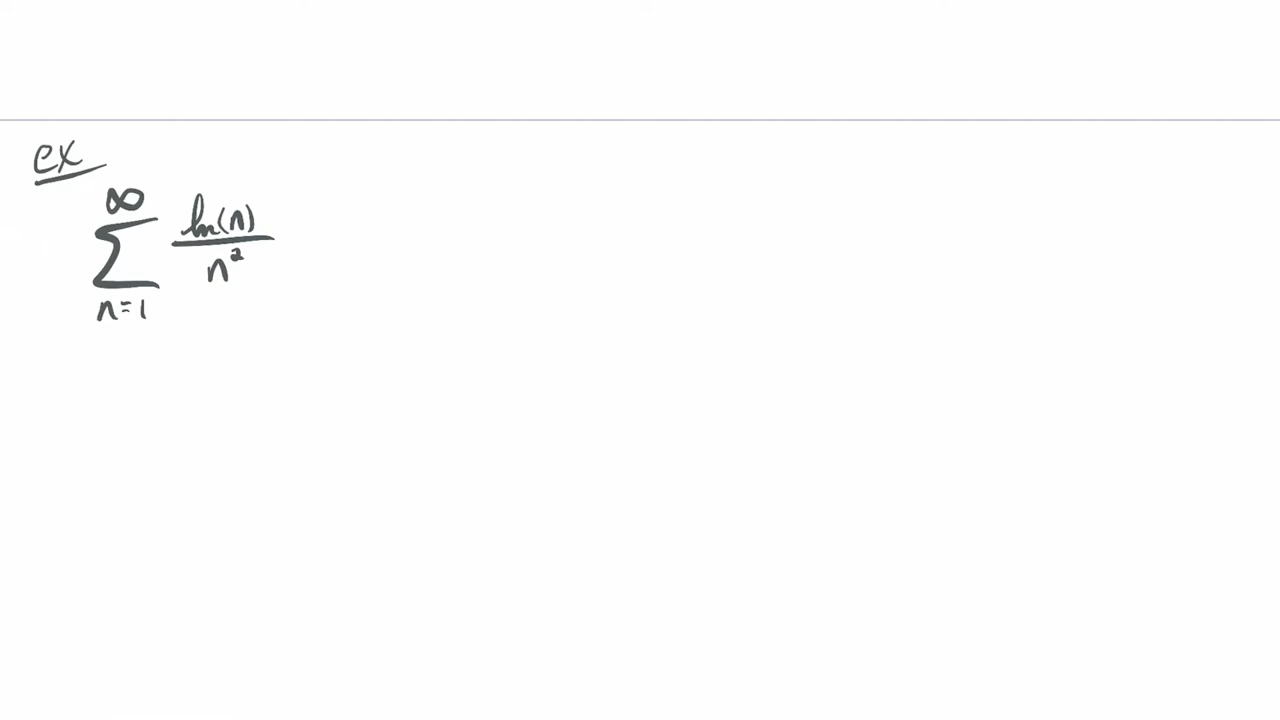 ex
∞
∑ ln(n)/n²
n=1